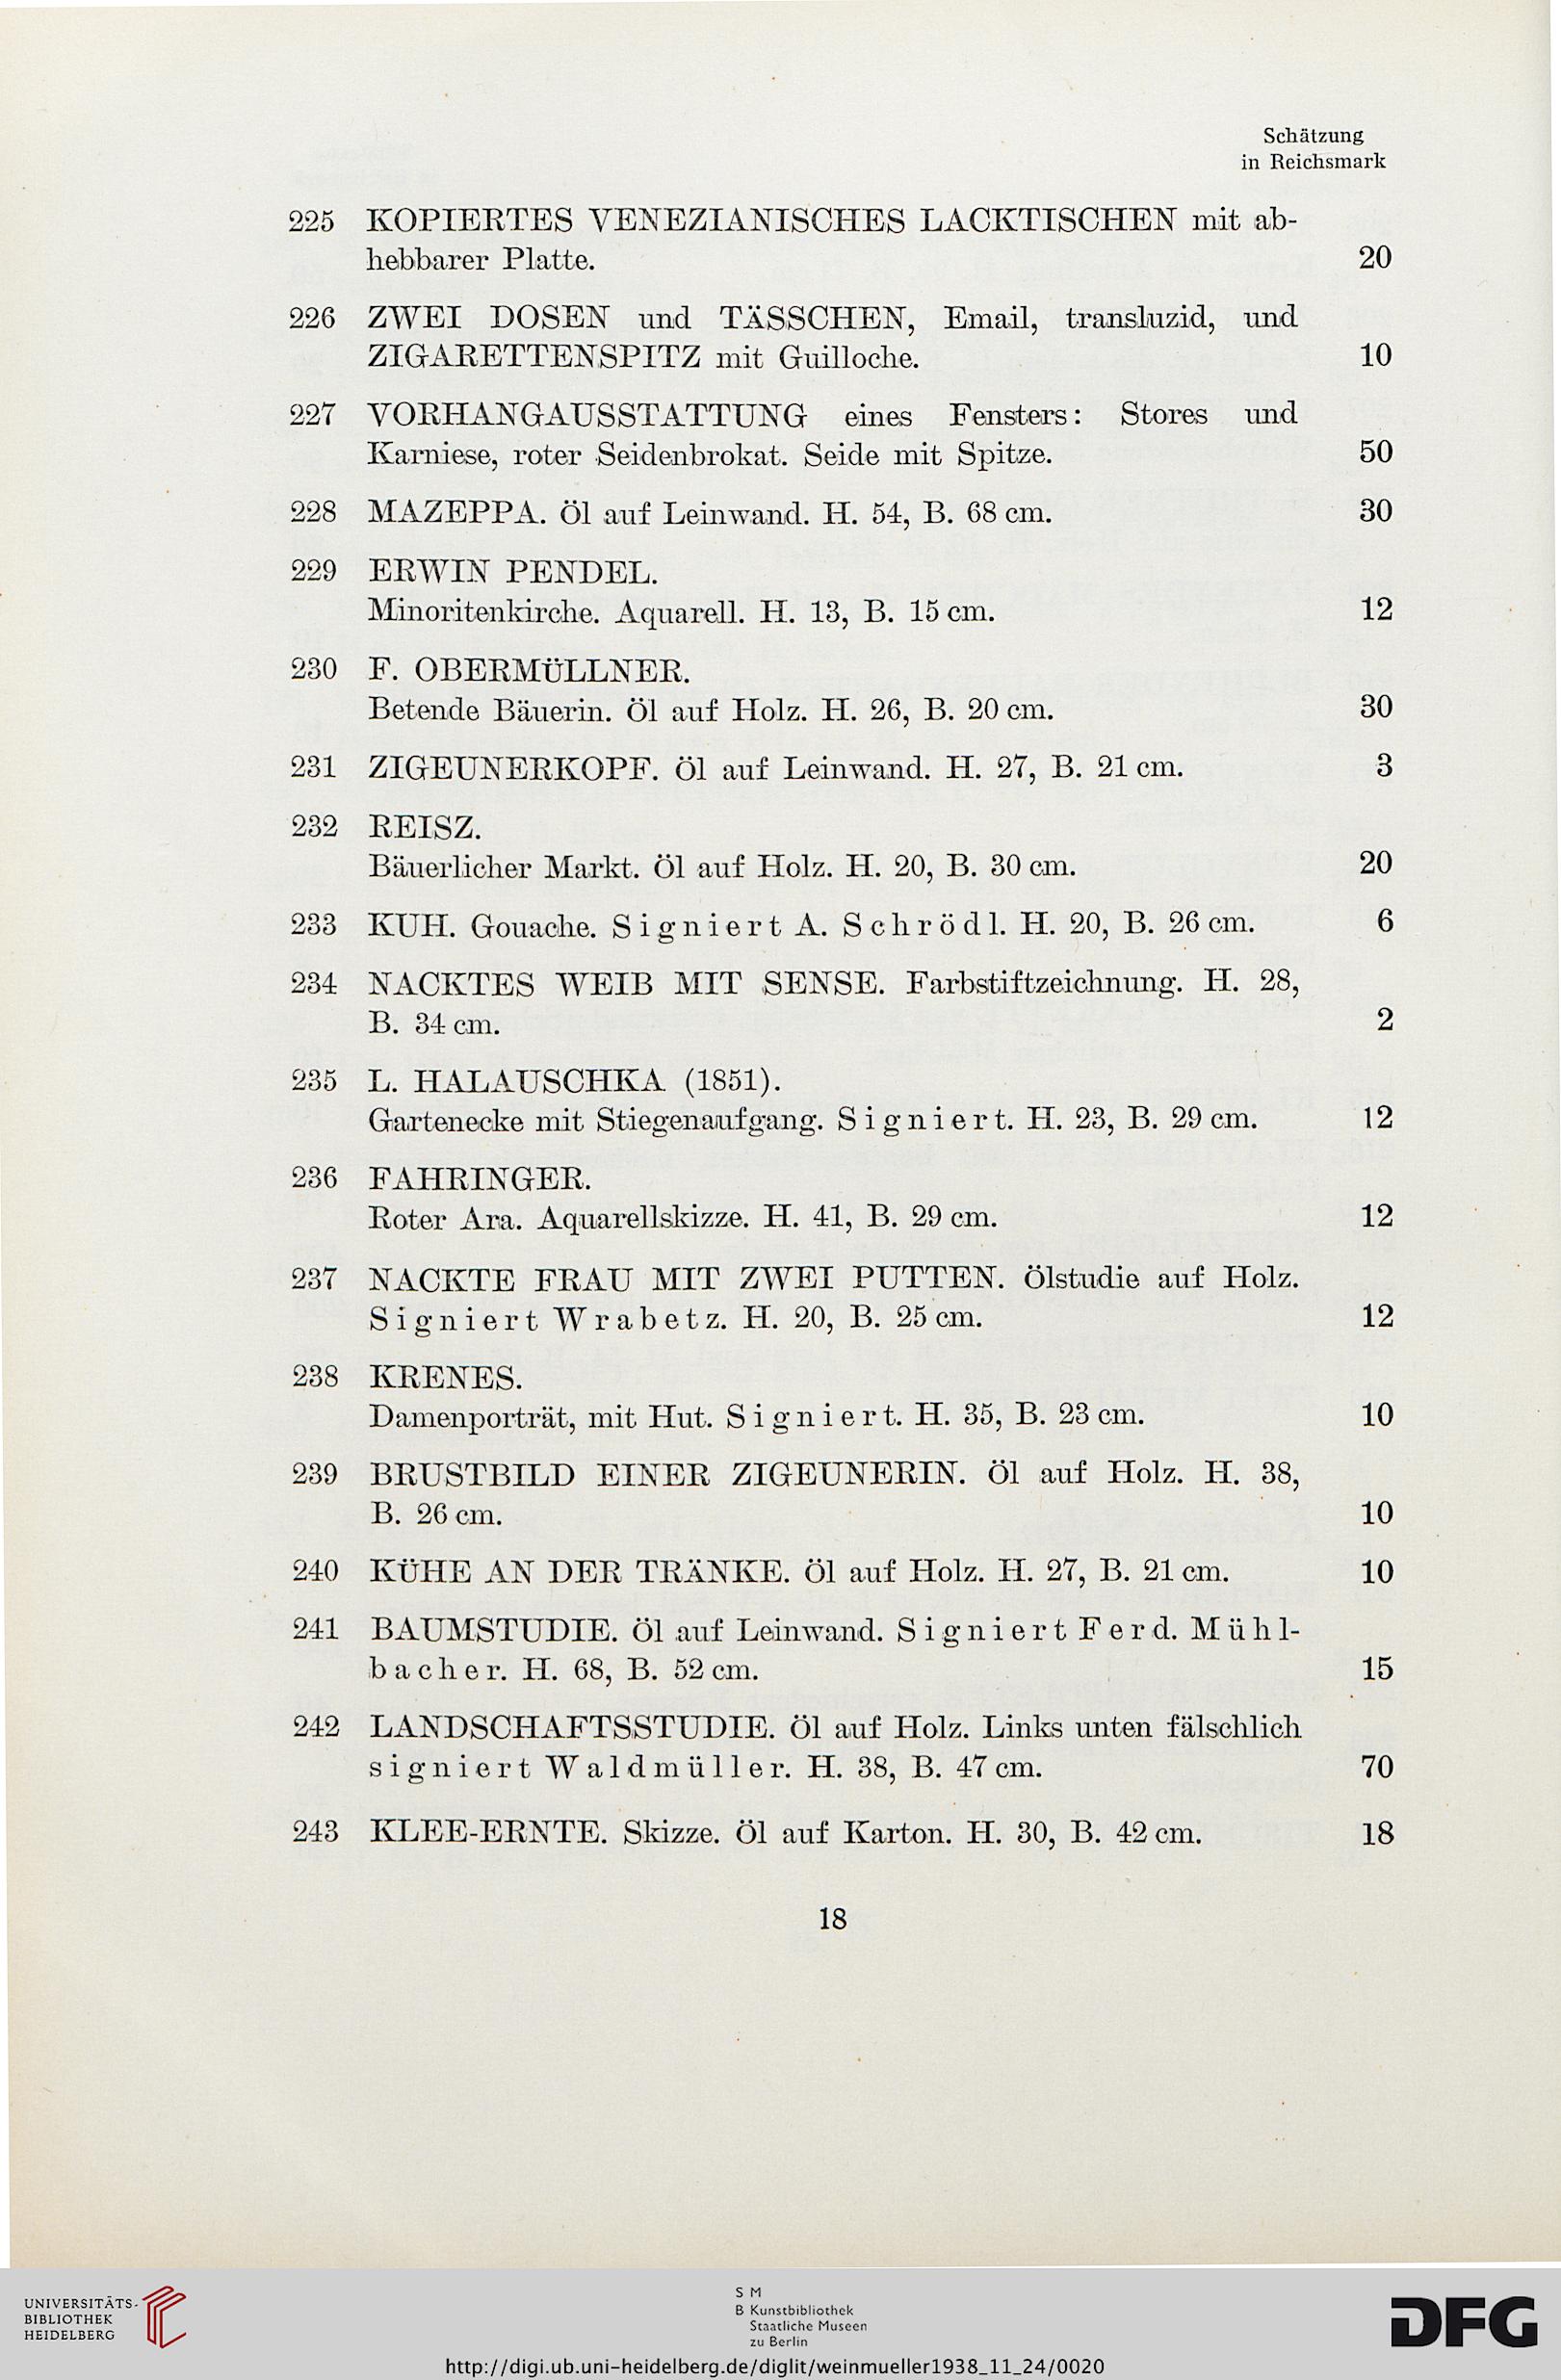 Schätzung
in Reichsmark
225 KOPIERTES VENEZIANISCHES LACKTISCHEN mit ab-
hebbarer Platte. 20
226 ZWEI DOSEN und TÄSSCHEN, Email, transluzid, und
ZIGARETTENSPITZ mit Guilloche. 10
227 VORHANGAUSSTATTUNG eines Fensters: Stores und
Karniese, roter Seidenbrokat. Seide mit Spitze. 50
228 MAZEPPA. Öl auf Leinwand. H. 54, B. 68 cm. 30
229 ERWIN PENDEL.
Minoritenkirche. Aquarell. H. 13, B. 15 cm. 12
230 F. OBERMÜLLNER.
Betende Bäuerin. Öl auf Holz. H. 26, B. 20 cm. 30
231 ZIGEUNERKOPF. Öl auf Leinwand. H. 27, B. 21 cm. 3
232 REISZ.
Bäuerlicher Markt. Öl auf Holz. H. 20, B. 30 cm. 20
233 KUH. Gouache. Signiert A. Schrödl. H. 20, B. 26 cm. 6
234 NACKTES WEIB MIT SENSE. Farbstiftzeichnung. H. 28,
B. 34 cm. 2
235 L. HALAUSCHKA (1851).
Gartenecke mit Stiegenaufgang. Signiert. H. 23, B. 29 cm. 12
236 FAHRINGER.
Roter Ara. Aquarellskizze. H. 41, B. 29 cm. 12
237 NACKTE FRAU MIT ZWEI PUTTEN. Ölstudie auf Holz.
Signiert Wrabetz. H. 20, B. 25 cm. 12
238 KRENES.
Damenporträt, mit Hut. Signiert. H. 35, B. 23 cm. 10
239 BRUSTBILD EINER ZIGEUNERIN. Öl auf Holz. H. 38,
B. 26 cm. 10
240 KÜHE AN DER TRÄNKE. Öl auf Holz. H. 27, B. 21 cm. 10
241 BAUMSTUDIE. Öl auf Leinwand. Signiert Ferd. Mühl-
bacher. H. 68, B. 52 cm. 15
242 LANDSCHAFTSSTUDIE. Öl auf Holz. Links unten fälschlich
signiert Waldmüller. H. 38, B. 47 cm. 70
243 KLEE-ERNTE. Skizze. Öl auf Karton. H. 30, B. 42 cm. 18
18
UNIVERSITÄTS-
BIBLIOTHEK
HEIDELBERG
S M
B Kunstbibliothek
Staatliche Museen
zu Berlin
DFG
http://digi.ub.uni-heidelberg.de/diglit/weinmueller1938_11_24/0020